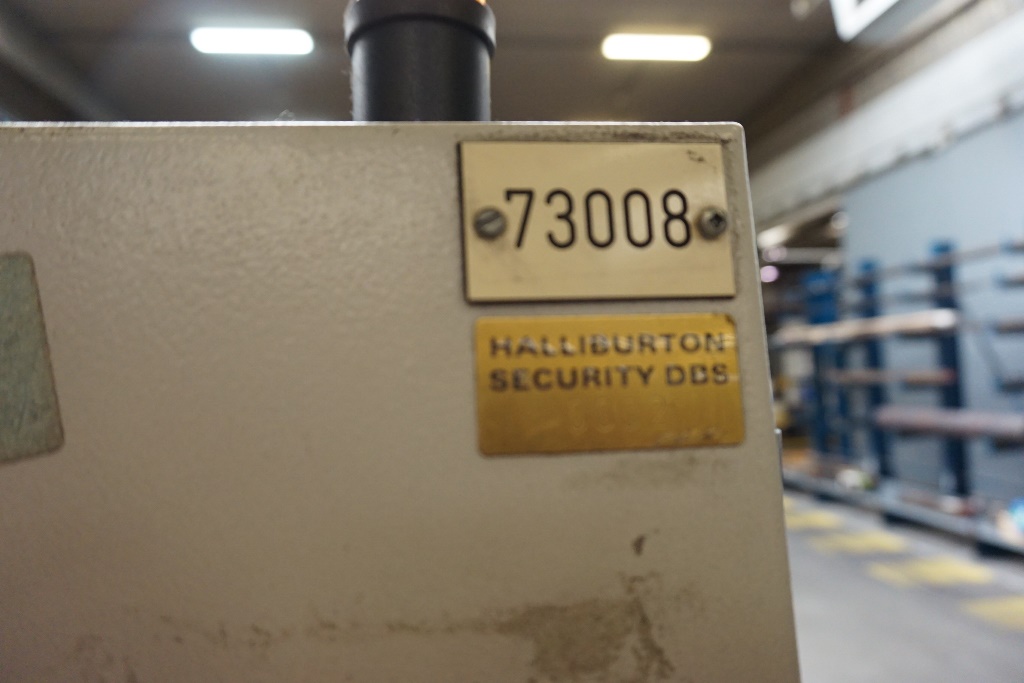 73008
HALLIBURTON
SECURITY DBS